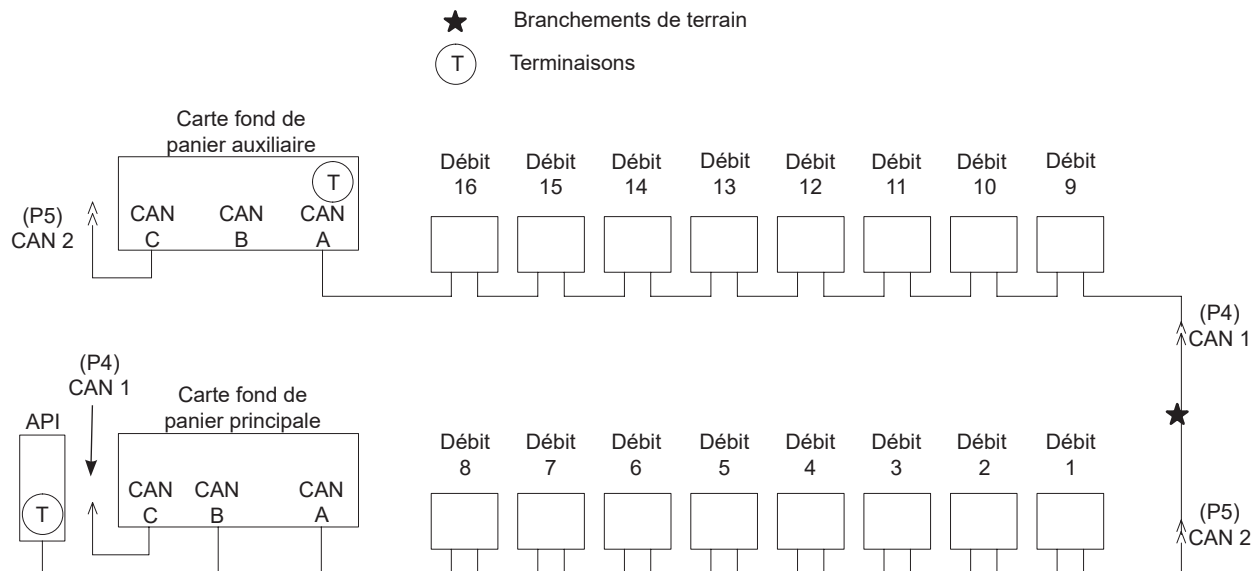 Branchements de terrain
T
Terminaisons
Carte fond de
panier auxiliaire
T
(P5)
CAN 2
CAN
C
CAN
B
CAN
A
Débit
16
Débit
15
Débit
14
Débit
13
Débit
12
Débit
11
Débit
10
Débit
9
(P4)
CAN 1
(P4)
CAN 1
API
T
Carte fond de
panier principale
CAN
C
CAN
B
CAN
A
Débit
8
Débit
7
Débit
6
Débit
5
Débit
4
Débit
3
Débit
2
Débit
1
(P5)
CAN 2